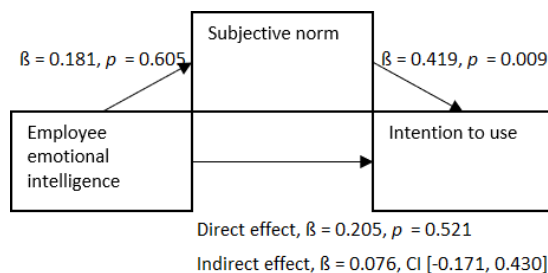 Subjective norm
ß = 0.181, p = 0.605
ß = 0.419, p = 0.009
Employee
emotional
intelligence
Intention to use
Direct effect, ß = 0.205, p = 0.521
Indirect effect, ß = 0.076, CI [-0.171, 0.430]